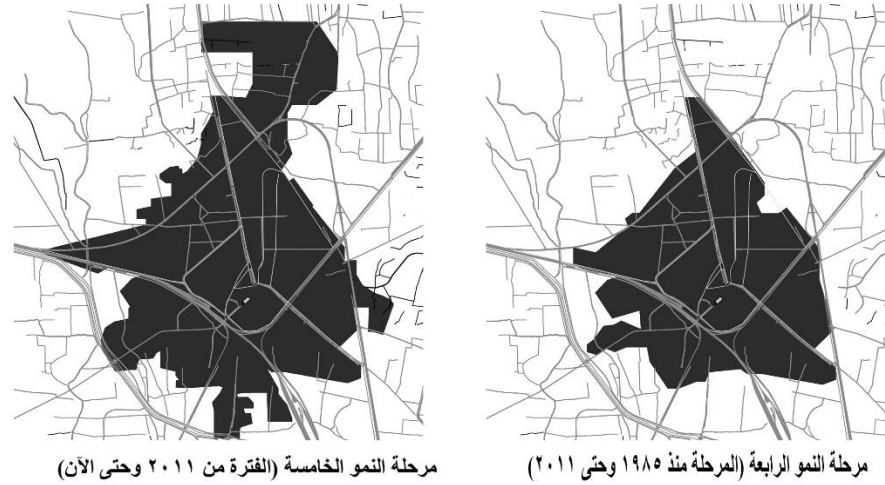 مرحلة النمو الرابعة (المرحلة منذ ١٩٨٥ وحتى ٢٠١١)
مرحلة النمو الخامسة (الفترة من ٢٠١١ وحتى الآن)